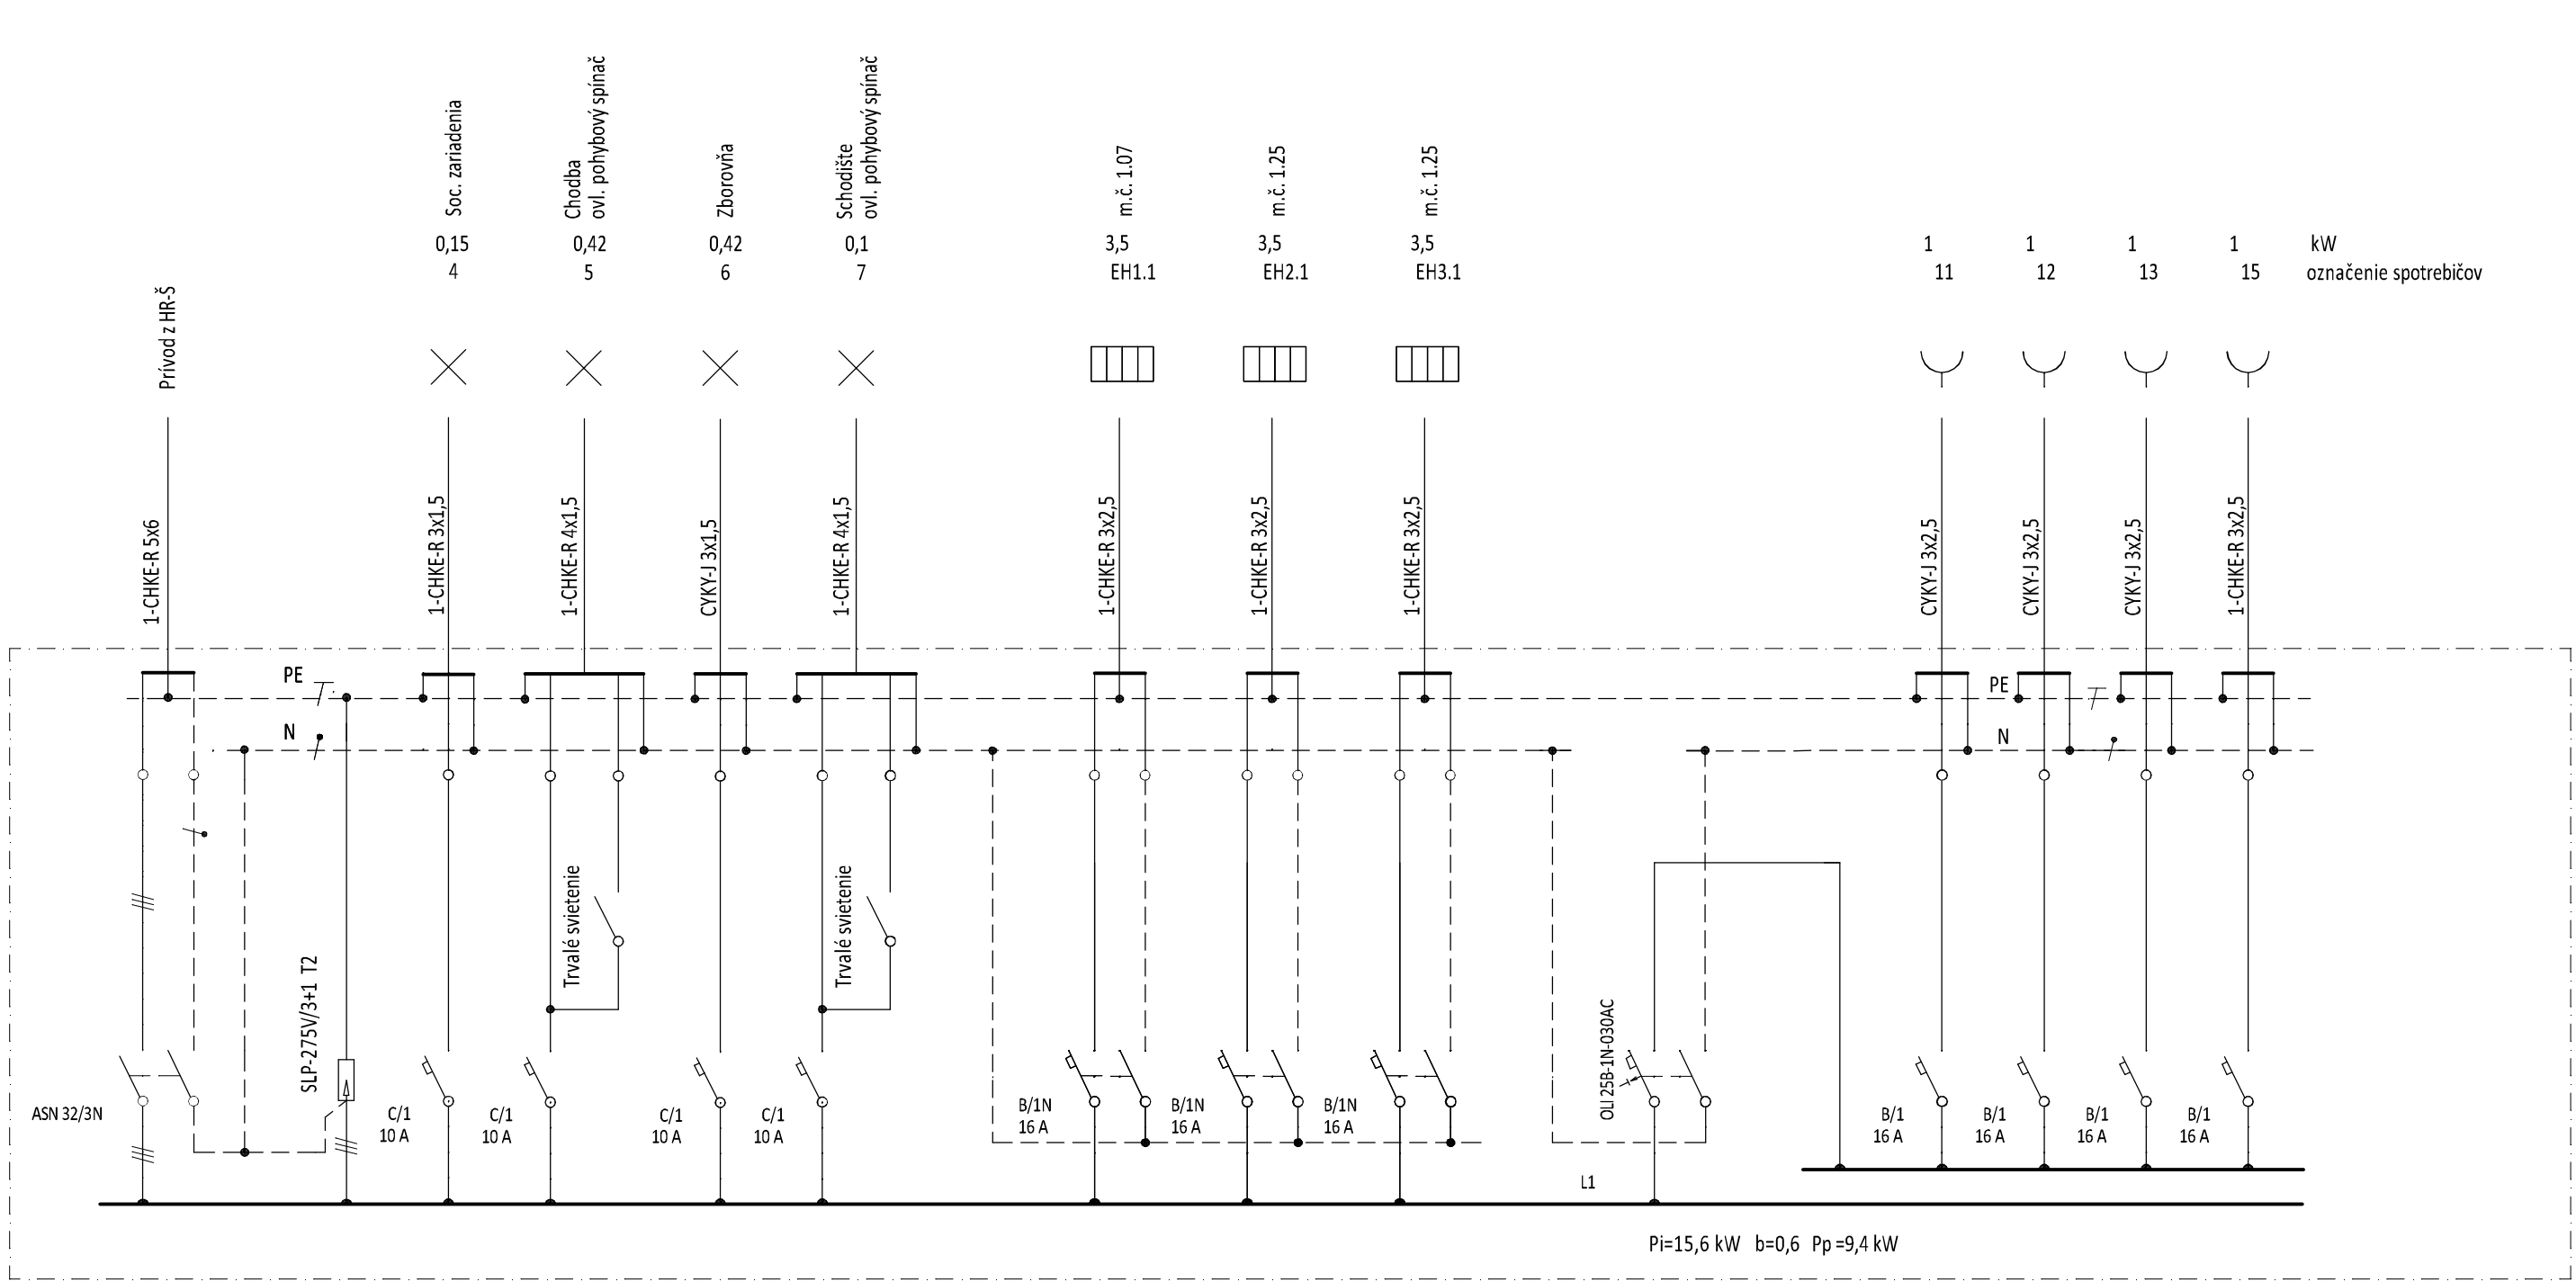 Prívod z HR-Š
Soc. zariadenia
Chodba
ovl. pohybový spínač
Zborovňa
Schodište
ovl. pohybový spínač
m.č. 1.07
m.č. 1.25
m.č. 1.25
0,15 0,42 0,42 0,1 3,5 3,5 3,5 1 1 1 1 kW
4 5 6 7 EH1.1 EH2.1 EH3.1 11 12 13 15 označenie spotrebičov
1-CHKE-R 5x6
1-CHKE-R 3x1,5
1-CHKE-R 4x1,5
CYKY-J 3x1,5
1-CHKE-R 4x1,5
1-CHKE-R 3x2,5
1-CHKE-R 3x2,5
1-CHKE-R 3x2,5
CYKY-J 3x2,5
CYKY-J 3x2,5
CYKY-J 3x2,5
1-CHKE-R 3x2,5
PE PE
N N
Trvalé svietenie
Trvalé svietenie
SLP-275V/3+1 T2
OLI 25B-1N-030AC
ASN 32/3N
C/1
10 A
C/1
10 A
C/1
10 A
C/1
10 A
B/1N
16 A
B/1N
16 A
B/1N
16 A
B/1
16 A
B/1
16 A
B/1
16 A
B/1
16 A
L1
Pi=15,6 kW b=0,6 Pp =9,4 kW